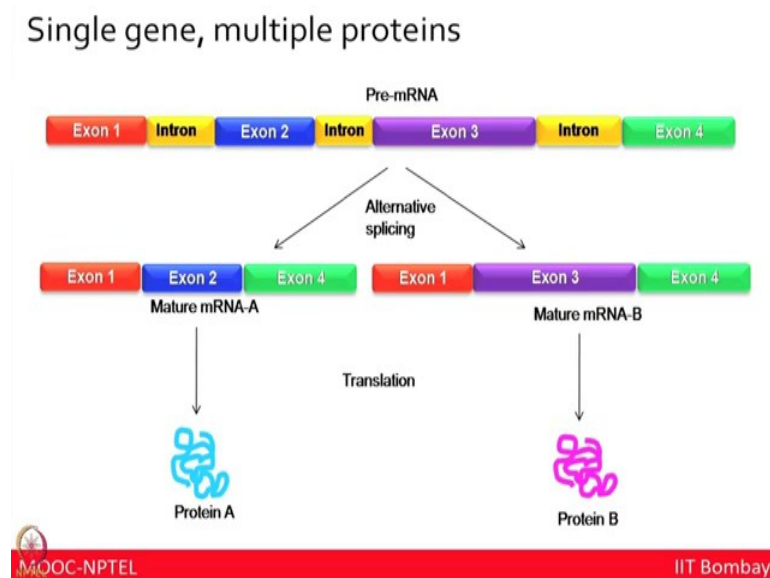 Single gene, multiple proteins
Pre-mRNA
Exon 1 Intron Exon 2 Intron Exon 3 Intron Exon 4
Alternative
splicing
Exon 1 Exon 2 Exon 4 Exon 1 Exon 3 Exon 4
Mature mRNA-A Mature mRNA-B
Translation
Protein A Protein B
NPTEL
MOOC-NPTEL IIT Bombay